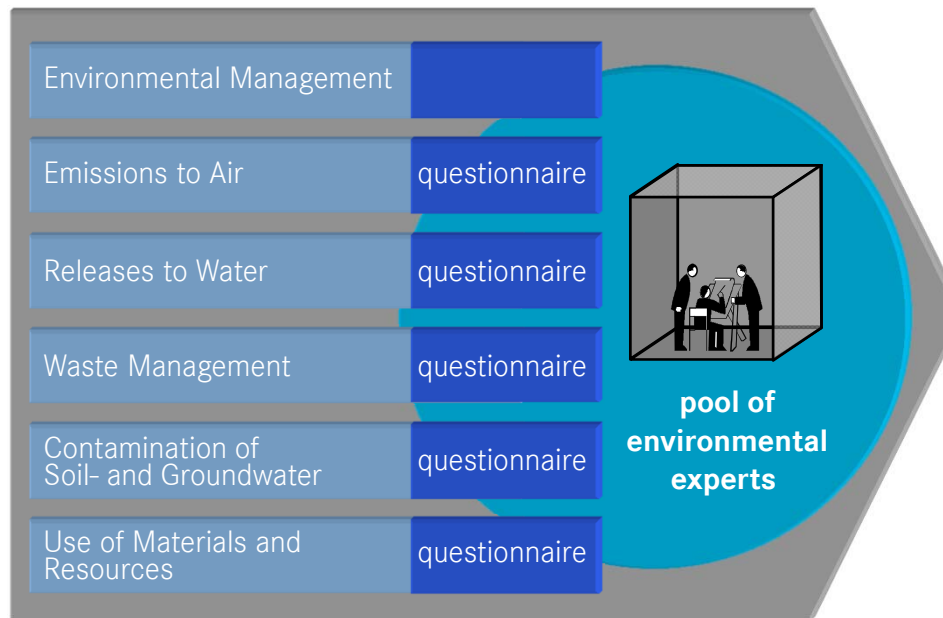 Environmental Management
Emissions to Air
questionnaire
Releases to Water
questionnaire
Waste Management
questionnaire
Contamination of
Soil- and Groundwater
questionnaire
Use of Materials and
Resources
questionnaire
pool of
environmental
experts